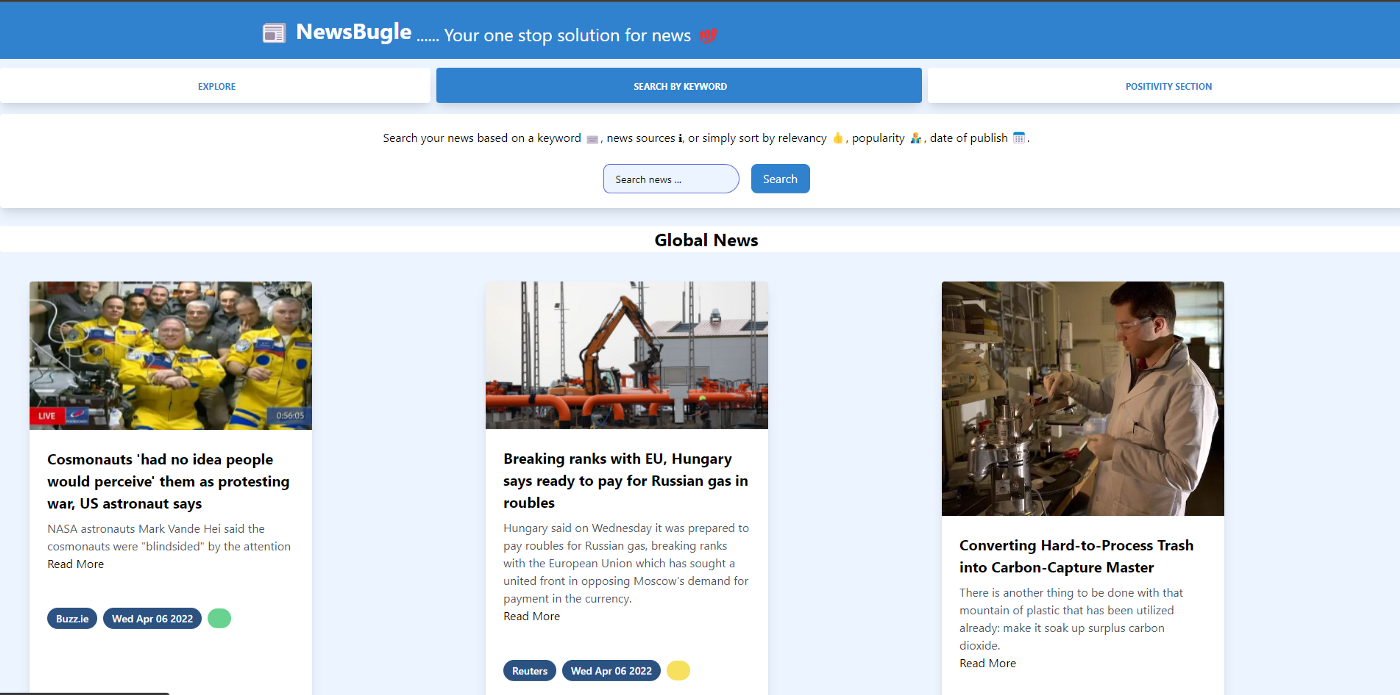 NewsBugle ...... Your one stop solution for news
EXPLORE
SEARCH BY KEYWORD
POSITIVITY SECTION
Search your news based on a keyword , news sources ℹ, or simply sort by relevancy 👍, popularity , date of publish .
Search news ...
Search
Global News
LIVE
0:56:05
Cosmonauts 'had no idea people
would perceive' them as protesting
war, US astronaut says
NASA astronauts Mark Vande Hei said the
cosmonauts were "blindsided" by the attention
Read More
Buzz.ie
Wed Apr 06 2022
Breaking ranks with EU, Hungary
says ready to pay for Russian gas in
roubles
Hungary said on Wednesday it was prepared to
pay roubles for Russian gas, breaking ranks
with the European Union which has sought a
united front in opposing Moscow's demand for
payment in the currency.
Read More
Reuters
Wed Apr 06 2022
Converting Hard-to-Process Trash
into Carbon-Capture Master
There is another thing to be done with that
mountain of plastic that has been utilized
already: make it soak up surplus carbon
dioxide.
Read More